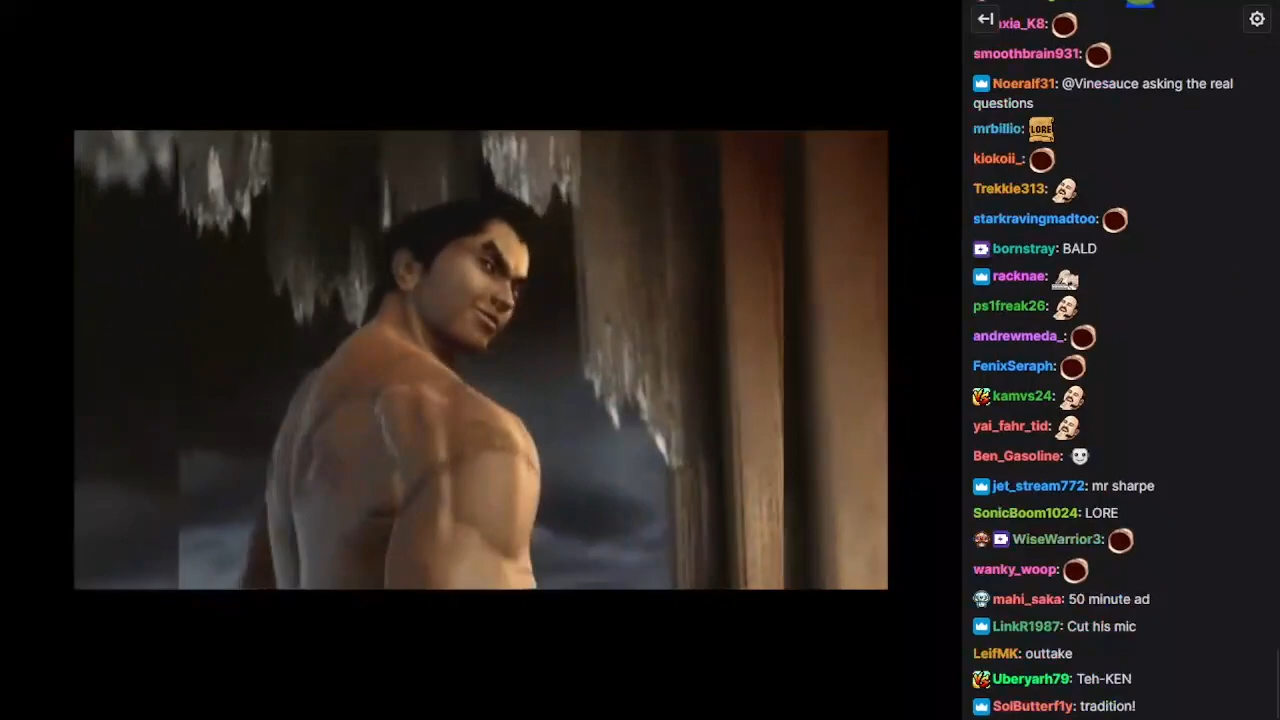 axia_K8:
smoothbrain931:
Noeralf31: @Vinesauce asking the real
questions
mrbillio: LORE
kiokoii_:
Trekkie313:
starkravingmadtoo:
bornstray: BALD
racknae:
ps1freak26:
andrewmeda_:
FenixSeraph:
kamvs24:
yai_fahr_tid:
Ben_Gasoline:
jet_stream772: mr sharpe
SonicBoom1024: LORE
WiseWarrior3:
wanky_woop:
mahi_saka: 50 minute ad
LinkR1987: Cut his mic
LeifMK: outtake
Uberyarh79: Teh-KEN
SolButterf1y: tradition!